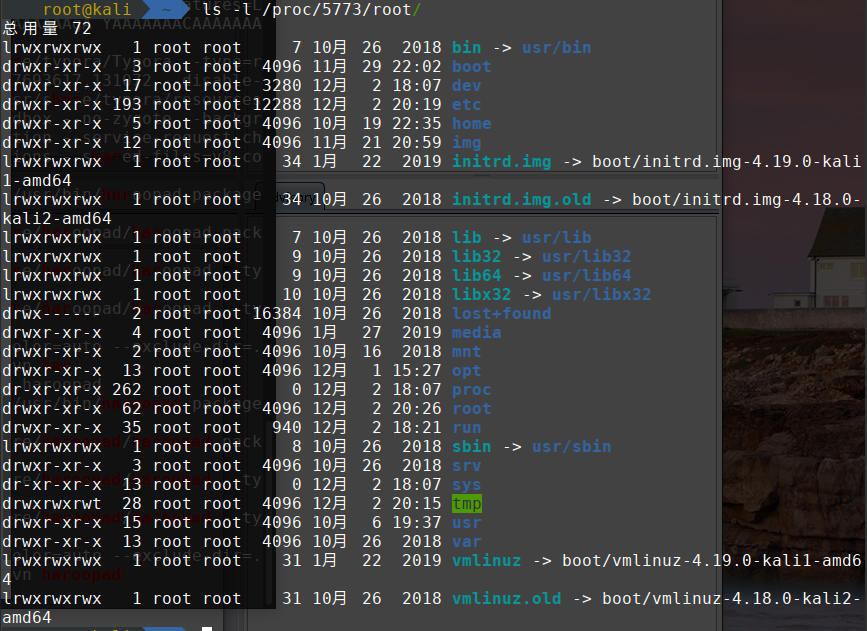 root@kali ~ ls -l /proc/5773/root/
总用量 72
lrwxrwxrwx 1 root root 7 10月 26 2018 bin -> usr/bin
drwxr-xr-x 3 root root 4096 11月 29 22:02 boot
drwxr-xr-x 17 root root 3280 12月 2 18:07 dev
drwxr-xr-x 193 root root 12288 12月 2 20:19 etc
drwxr-xr-x 5 root root 4096 10月 19 22:35 home
drwxr-xr-x 12 root root 4096 11月 21 20:59 img
lrwxrwxrwx 1 root root 34 1月 22 2019 initrd.img -> boot/initrd.img-4.19.0-kali
1-amd64
lrwxrwxrwx 1 root root 34 10月 26 2018 initrd.img.old -> boot/initrd.img-4.18.0-
kali2-amd64
lrwxrwxrwx 1 root root 7 10月 26 2018 lib -> usr/lib
lrwxrwxrwx 1 root root 9 10月 26 2018 lib32 -> usr/lib32
lrwxrwxrwx 1 root root 9 10月 26 2018 lib64 -> usr/lib64
lrwxrwxrwx 1 root root 10 10月 26 2018 libx32 -> usr/libx32
drwx------ 2 root root 16384 10月 26 2018 lost+found
drwxr-xr-x 4 root root 4096 1月 27 2019 media
drwxr-xr-x 2 root root 4096 10月 16 2018 mnt
drwxr-xr-x 13 root root 4096 12月 1 15:27 opt
dr-xr-xr-x 262 root root 0 12月 2 18:07 proc
drwxr-xr-x 62 root root 4096 12月 2 20:26 root
drwxr-xr-x 35 root root 940 12月 2 18:21 run
lrwxrwxrwx 1 root root 8 10月 26 2018 sbin -> usr/sbin
drwxr-xr-x 3 root root 4096 10月 26 2018 srv
dr-xr-xr-x 13 root root 0 12月 2 18:07 sys
drwxrwxrwt 28 root root 4096 12月 2 20:15 tmp
drwxr-xr-x 15 root root 4096 10月 6 19:37 usr
drwxr-xr-x 13 root root 4096 10月 26 2018 var
lrwxrwxrwx 1 root root 31 1月 22 2019 vmlinuz -> boot/vmlinuz-4.19.0-kali1-amd6
4
lrwxrwxrwx 1 root root 31 10月 26 2018 vmlinuz.old -> boot/vmlinuz-4.18.0-kali2-
amd64